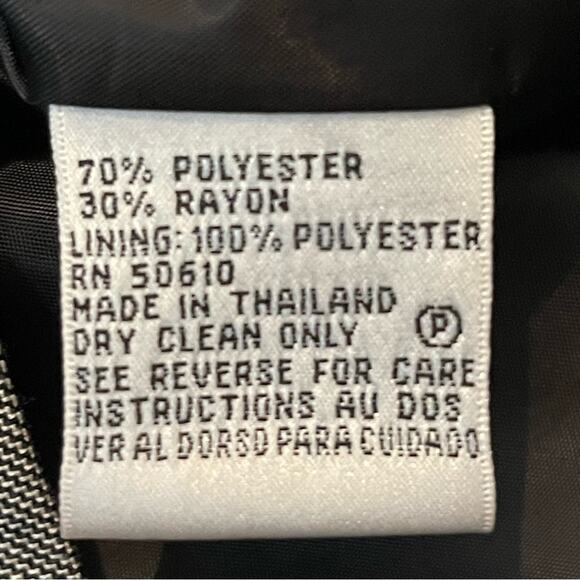 70% POLYESTER
30% RAYON
LINING: 100% POLYESTER
RN 50610
MADE IN THAILAND
DRY CLEAN ONLY Ⓟ
SEE REVERSE FOR CARE
INSTRUCTIONS AU DOS
VER AL DORSO PARA CUIDADO